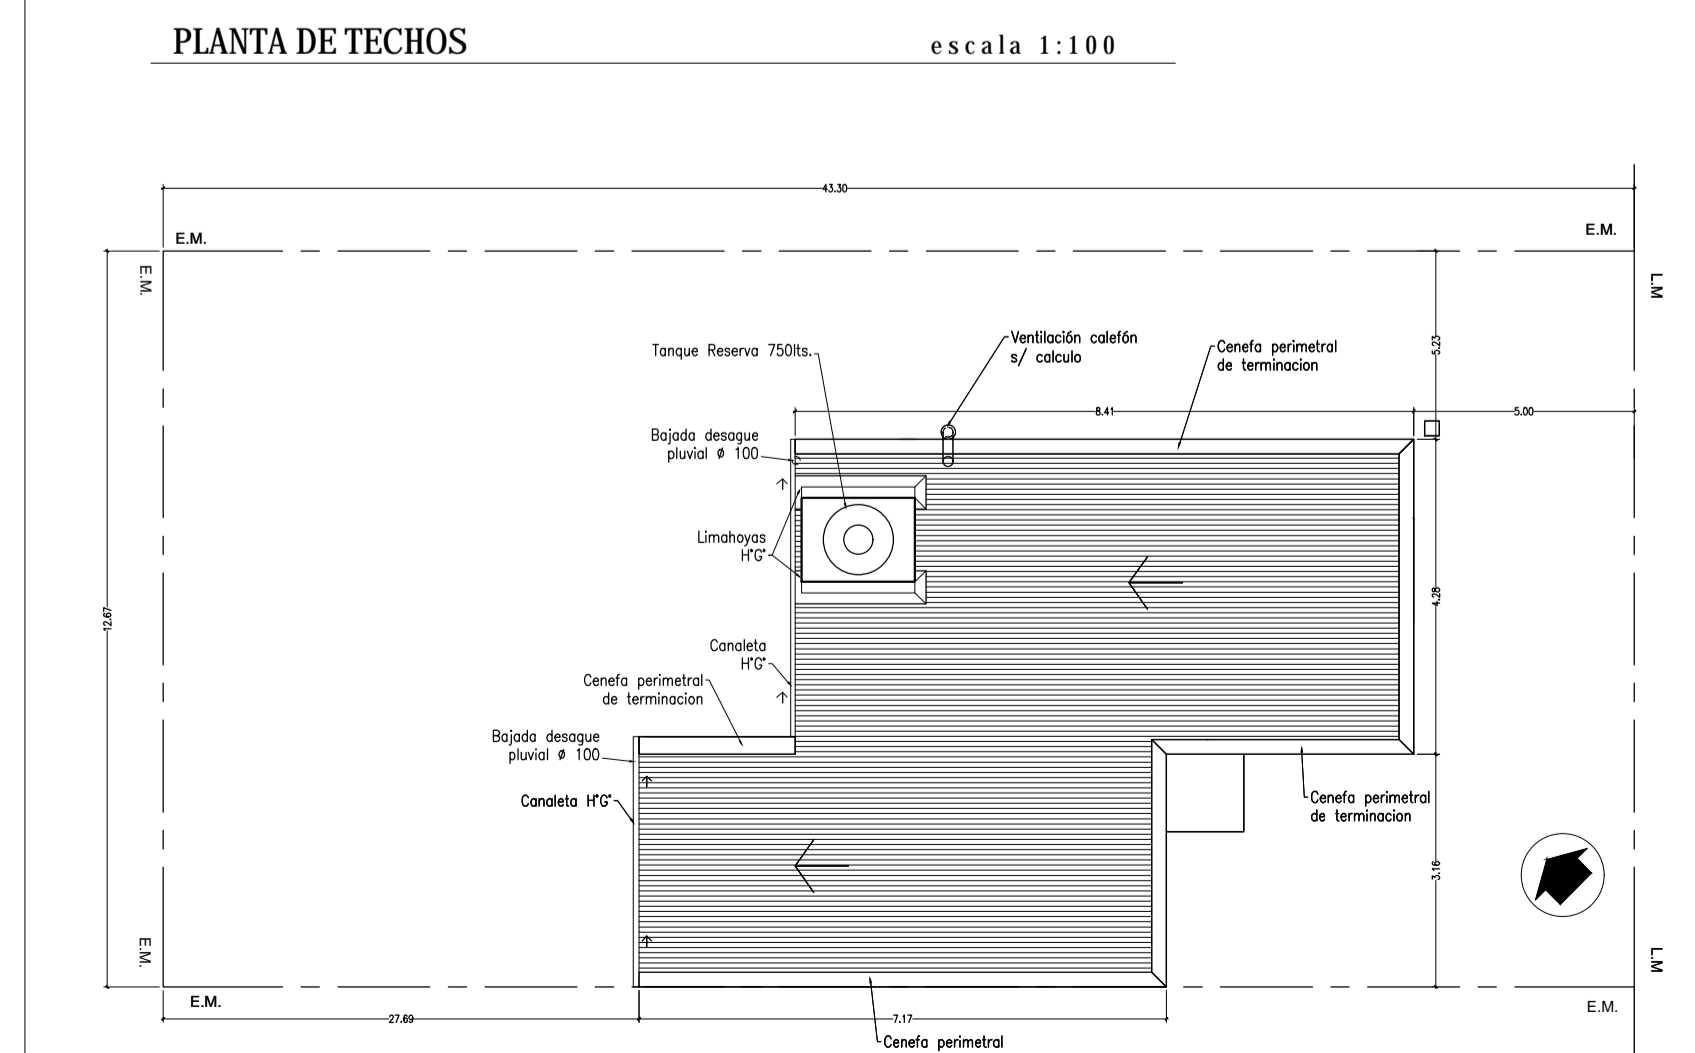 PLANTA DE TECHOS
escala 1:100
43.30
E.M.
E.M.
E.M.
L.M
Ventilación calefón
s/ calculo
Tanque Reserva 750lts.
Cenefa perimetral
de terminacion
5.23
8.41
5.00
Bajada desague
pluvial ø 100
Limahoyas
H°G°
4.28
12.67
Canaleta
H°G°
Cenefa perimetral
de terminacion
Bajada desague
pluvial ø 100
Canaleta H°G°
Cenefa perimetral
de terminacion
3.16
E.M.
L.M
E.M.
E.M.
27.69
7.17
Cenefa perimetral